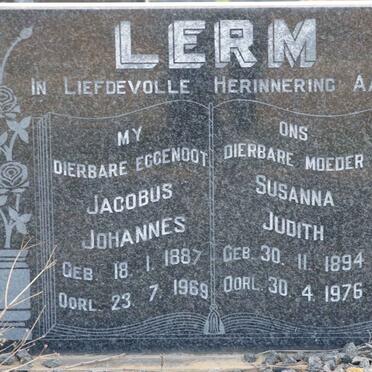 LERM
IN LIEFDEVOLLE HERINNERING AA
MY
DIERBARE EGGENOOT
JACOBUS
JOHANNES
GEB. 18. 1. 1887
OORL. 23. 7. 1969
ONS
DIERBARE MOEDER
SUSANNA
JUDITH
GEB. 30. 11. 1894
OORL. 30. 4. 1976